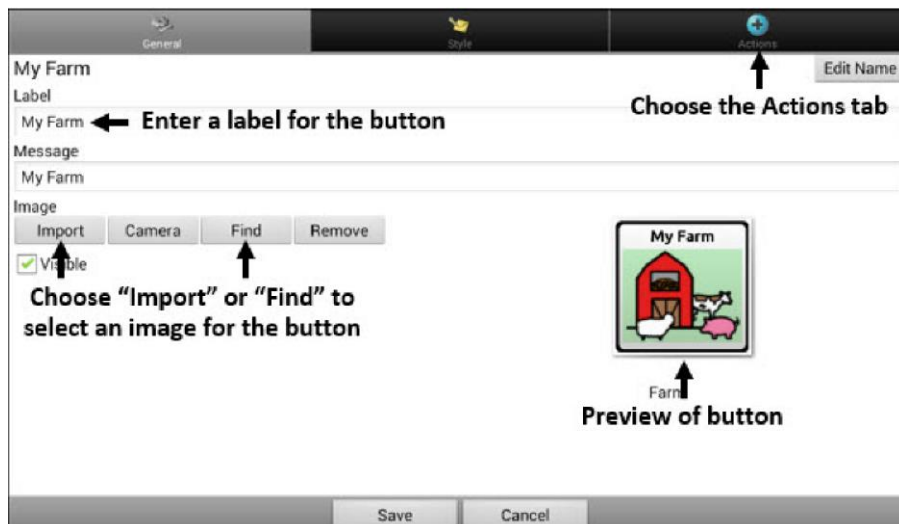 General
Style
Actions
My Farm
Edit Name
Label
Choose the Actions tab
My Farm
Enter a label for the button
Message
My Farm
Image
Import
Camera
Find
Remove
My Farm
Visible
Choose “Import” or “Find” to
select an image for the button
Farm
Preview of button
Save
Cancel